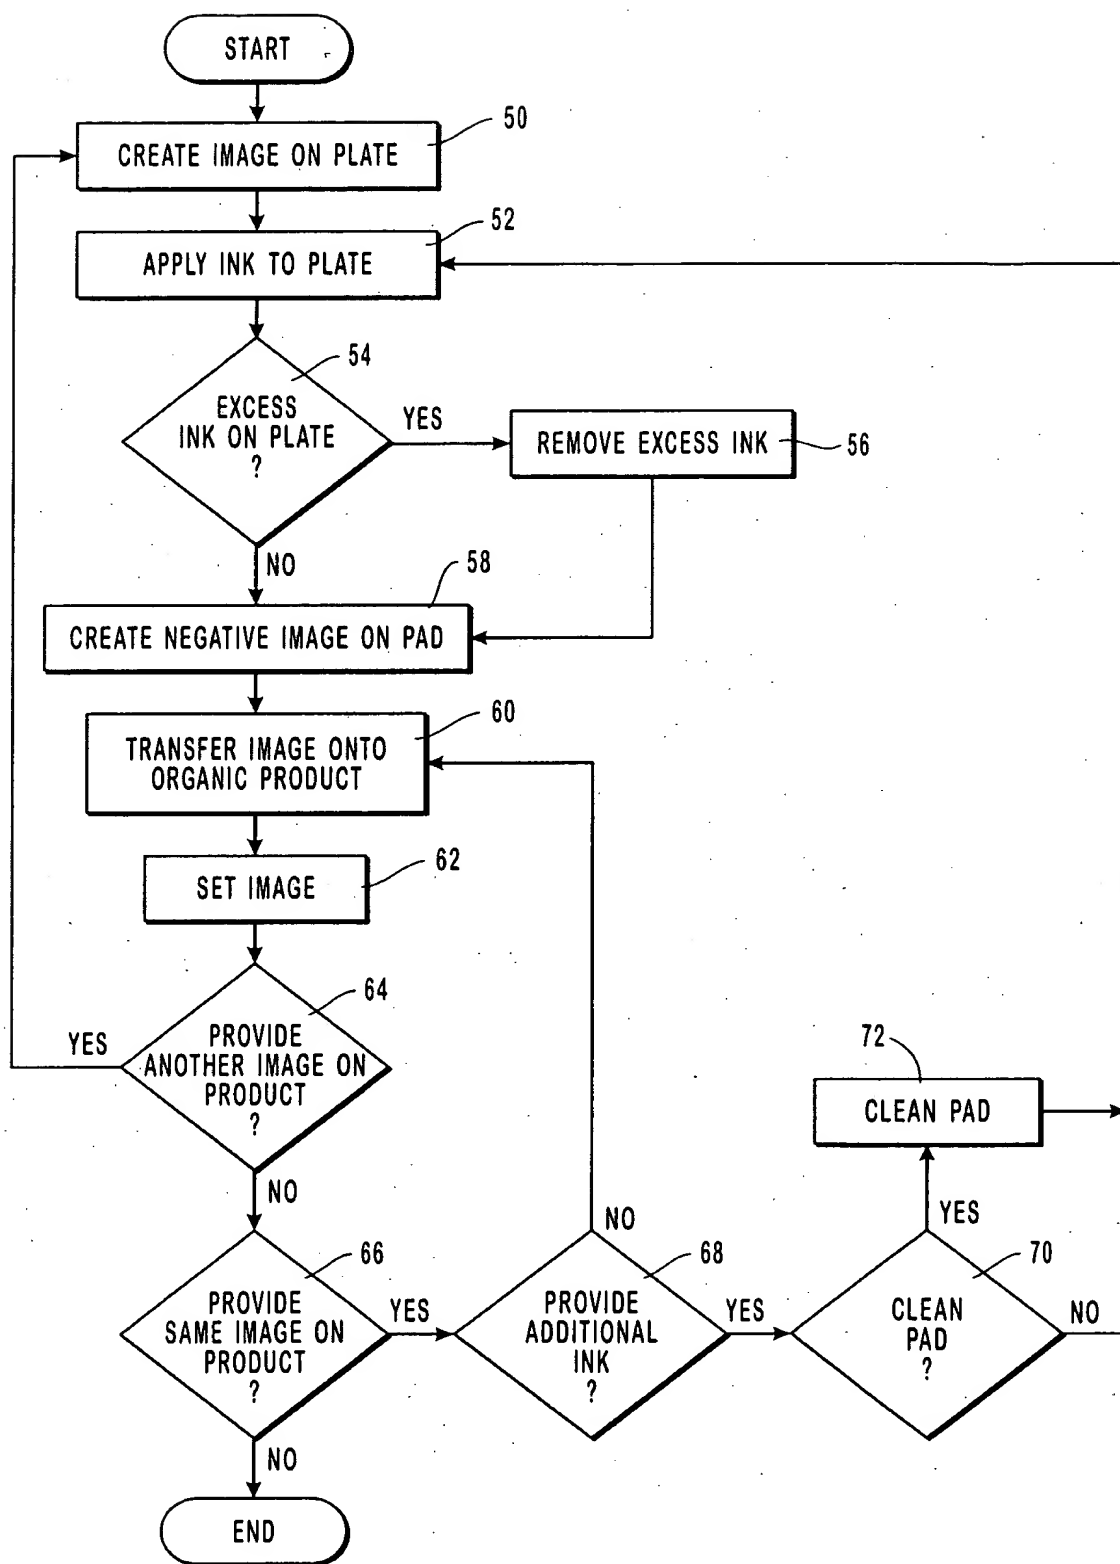 START
50
CREATE IMAGE ON PLATE
52
APPLY INK TO PLATE
54
EXCESS
INK ON PLATE
?
YES
REMOVE EXCESS INK
56
NO
58
CREATE NEGATIVE IMAGE ON PAD
60
TRANSFER IMAGE ONTO
ORGANIC PRODUCT
62
SET IMAGE
64
YES
PROVIDE
ANOTHER IMAGE ON
PRODUCT
?
NO
72
CLEAN PAD
66
PROVIDE
SAME IMAGE ON
PRODUCT
?
YES
NO
68
PROVIDE
ADDITIONAL
INK
?
YES
YES
70
CLEAN
PAD
?
NO
NO
END